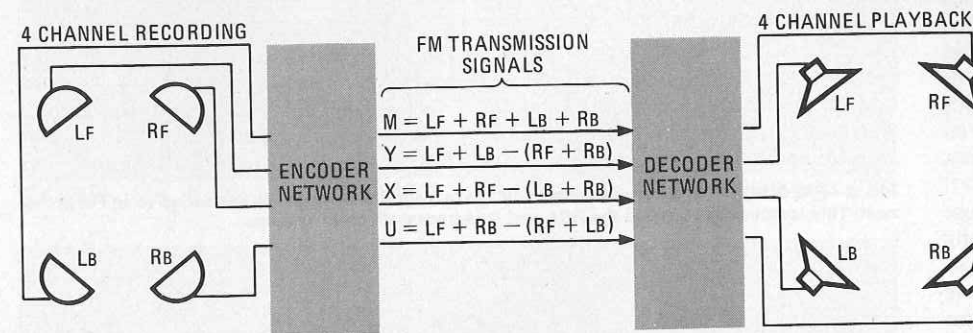 4 CHANNEL RECORDING
LF
RF
LB
RB
ENCODER
NETWORK
FM TRANSMISSION
SIGNALS
M = LF + RF + LB + RB
Y = LF + LB – (RF + RB)
X = LF + RF – (LB + RB)
U = LF + RB – (RF + LB)
DECODER
NETWORK
4 CHANNEL PLAYBACK
LF
RF
LB
RB